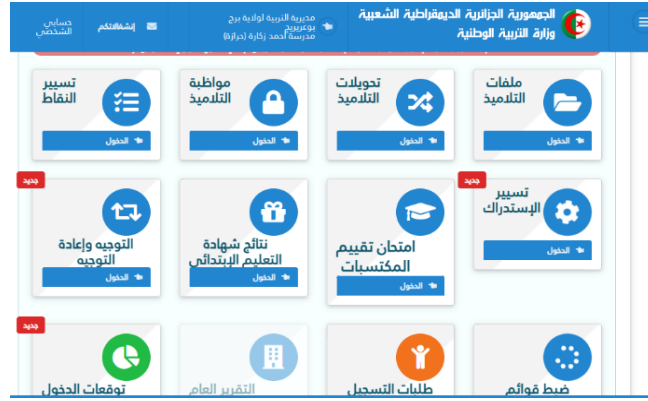 الجمهورية الجزائرية الديمقراطية الشعبية
وزارة التربية الوطنية
مديرية التربية لولاية برج
بوعريريج
مدرسة أحمد زكارة (حرازة)
إنشغالاتكم
حسابي
الشخصي
ملفات
التلاميذ
الدخول
تحويلات
التلاميذ
الدخول
مواظبة
التلاميذ
الدخول
تسيير
النقاط
الدخول
جديد
تسيير
الإستدراك
الدخول
امتحان تقييم
المكتسبات
الدخول
نتائج شهادة
التعليم الإبتدائي
الدخول
جديد
التوجيه وإعادة
التوجيه
الدخول
ضبط قوائم
طلبات التسجيل
التقرير العام
جديد
توقعات الدخول